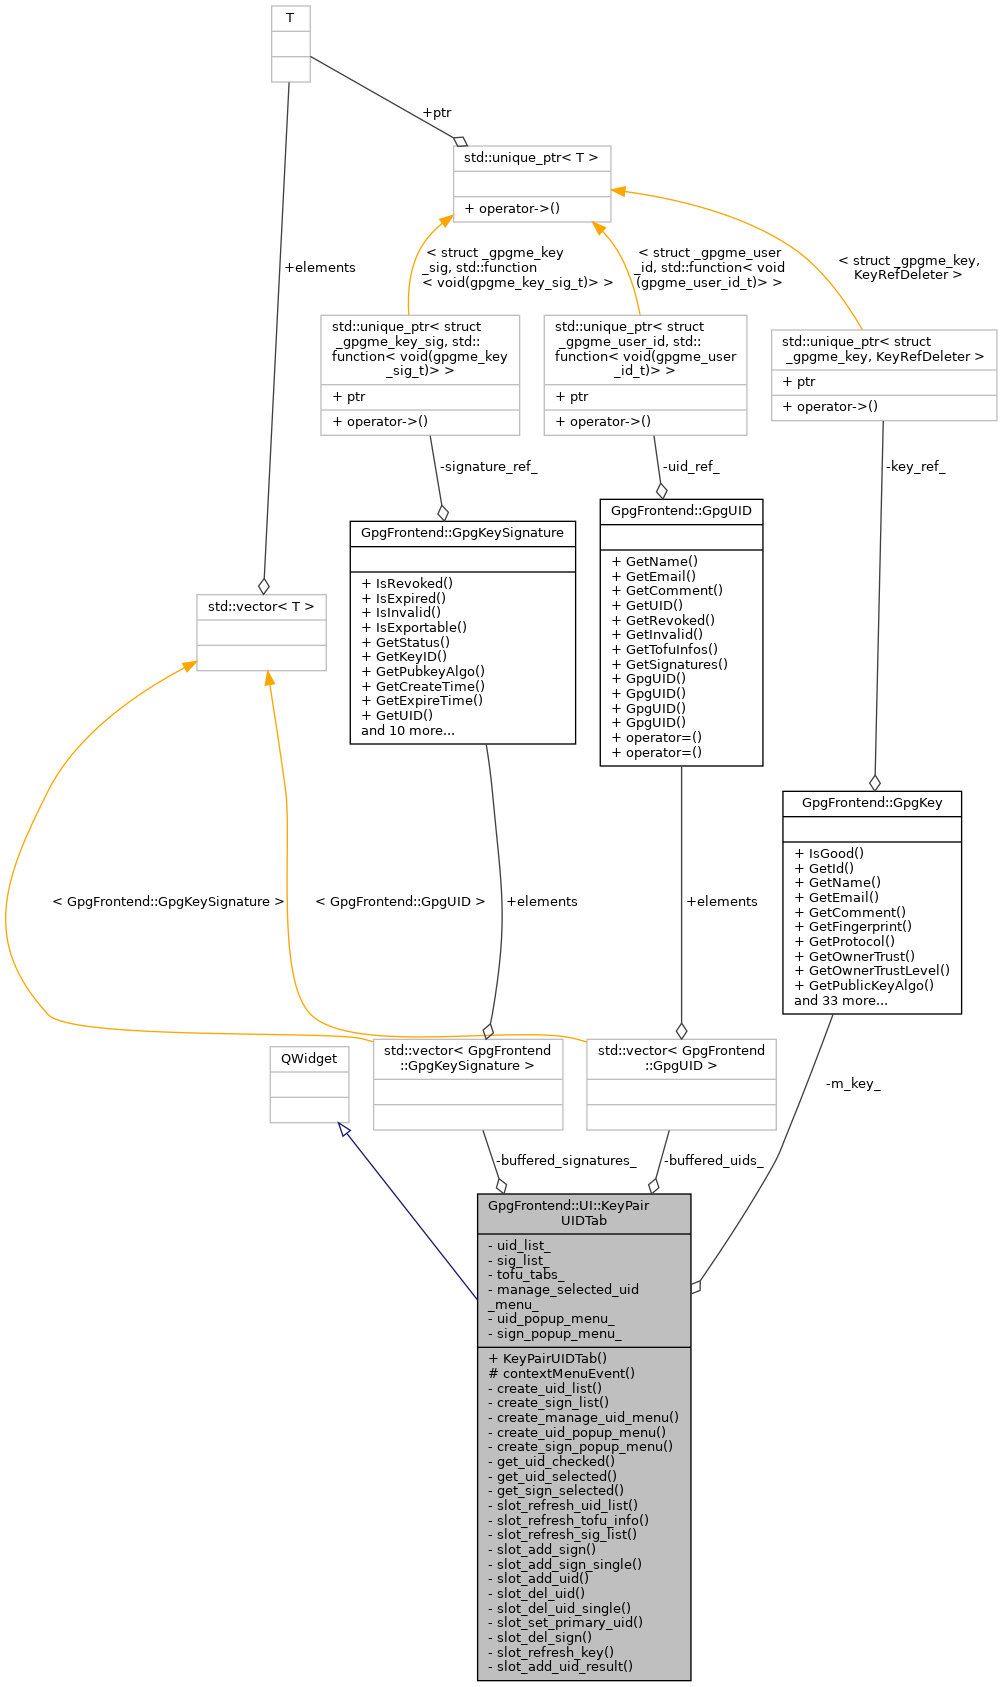 T
+ptr
std::unique_ptr< T >
+ operator->()
+elements
< struct _gpgme_key
_sig, std::function
< void(gpgme_key_sig_t)> >
< struct _gpgme_user
_id, std::function< void
(gpgme_user_id_t)> >
< struct _gpgme_key,
KeyRefDeleter >
std::unique_ptr< struct
_gpgme_key_sig, std::
function< void(gpgme_key
_sig_t)> >
+ ptr
+ operator->()
std::unique_ptr< struct
_gpgme_user_id, std::
function< void(gpgme_user
_id_t)> >
+ ptr
+ operator->()
std::unique_ptr< struct
_gpgme_key, KeyRefDeleter >
+ ptr
+ operator->()
-signature_ref_
-uid_ref_
-key_ref_
GpgFrontend::GpgKeySignature
+ IsRevoked()
+ IsExpired()
+ IsInvalid()
+ IsExportable()
+ GetStatus()
+ GetKeyID()
+ GetPubkeyAlgo()
+ GetCreateTime()
+ GetExpireTime()
+ GetUID()
and 10 more...
GpgFrontend::GpgUID
+ GetName()
+ GetEmail()
+ GetComment()
+ GetUID()
+ GetRevoked()
+ GetInvalid()
+ GetTofuInfos()
+ GetSignatures()
+ GpgUID()
+ GpgUID()
+ GpgUID()
+ GpgUID()
+ operator=()
+ operator=()
std::vector< T >
GpgFrontend::GpgKey
+ IsGood()
+ GetId()
+ GetName()
+ GetEmail()
+ GetComment()
+ GetFingerprint()
+ GetProtocol()
+ GetOwnerTrust()
+ GetOwnerTrustLevel()
+ GetPublicKeyAlgo()
and 33 more...
< GpgFrontend::GpgKeySignature >
< GpgFrontend::GpgUID >
+elements
+elements
QWidget
std::vector< GpgFrontend
::GpgKeySignature >
std::vector< GpgFrontend
::GpgUID >
-m_key_
-buffered_signatures_
-buffered_uids_
GpgFrontend::UI::KeyPair
UIDTab
- uid_list_
- sig_list_
- tofu_tabs_
- manage_selected_uid
_menu_
- uid_popup_menu_
- sign_popup_menu_
+ KeyPairUIDTab()
# contextMenuEvent()
- create_uid_list()
- create_sign_list()
- create_manage_uid_menu()
- create_uid_popup_menu()
- create_sign_popup_menu()
- get_uid_checked()
- get_uid_selected()
- get_sign_selected()
- slot_refresh_uid_list()
- slot_refresh_tofu_info()
- slot_refresh_sig_list()
- slot_add_sign()
- slot_add_sign_single()
- slot_add_uid()
- slot_del_uid()
- slot_del_uid_single()
- slot_set_primary_uid()
- slot_del_sign()
- slot_refresh_key()
- slot_add_uid_result()